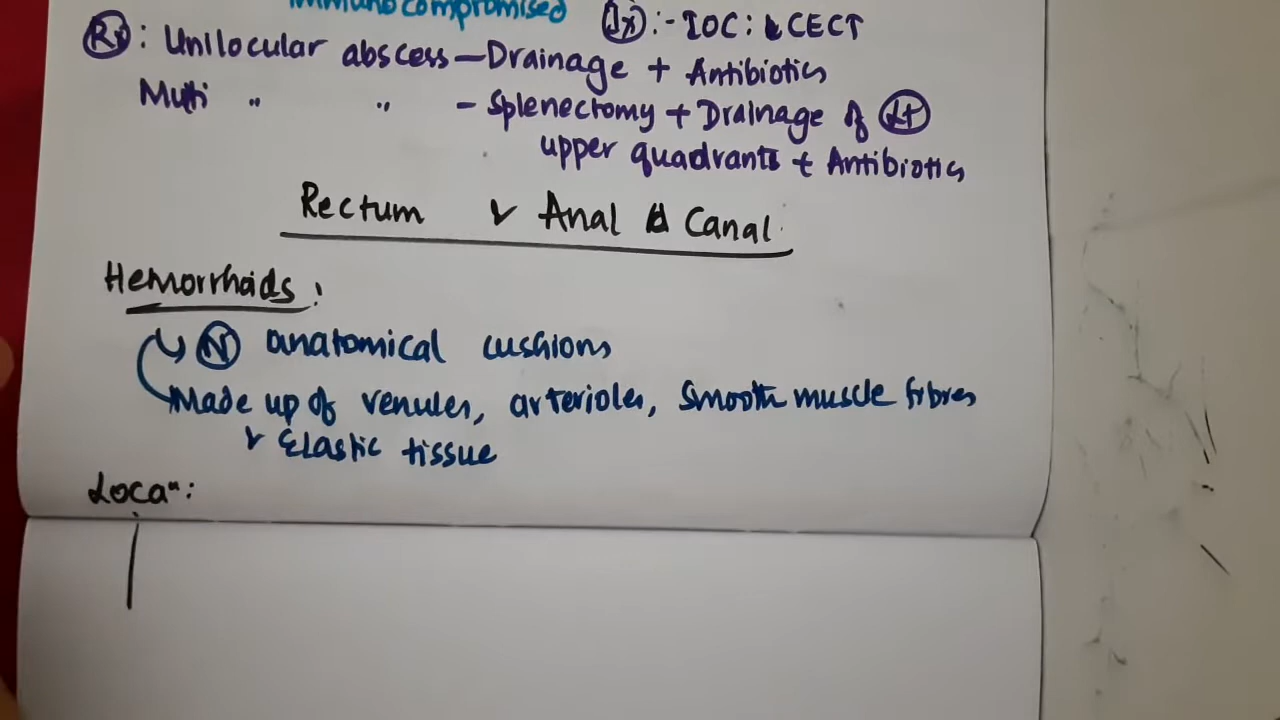 immunocompromised
Ix :- IOC: CECT
Rx : Unilocular abscess — Drainage + Antibiotics
Multi " " - Splenectomy + Drainage of Lt
upper quadrants + Antibiotics
Rectum & Anal Canal
Hemorrhoids :
N anatomical cushions
Made up of venules, arterioles, smooth muscle fibres
& Elastic tissue
Locaⁿ: